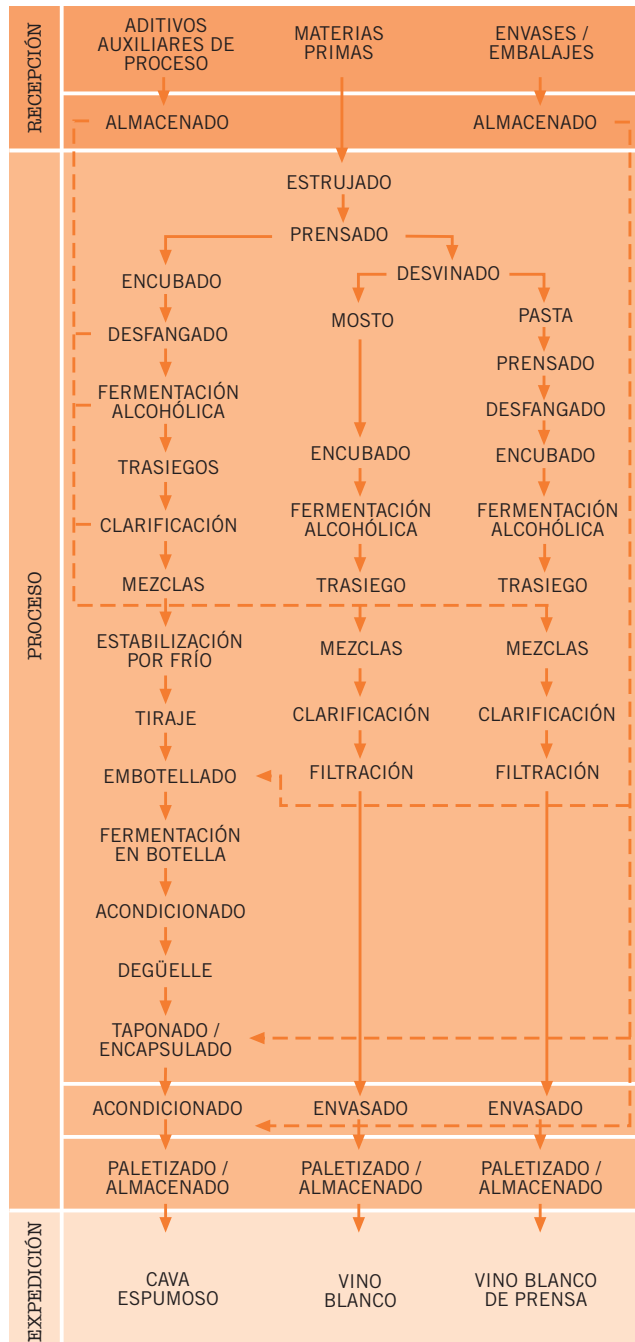 RECEPCIÓN
ADITIVOS
AUXILIARES DE
PROCESO
MATERIAS
PRIMAS
ENVASES /
EMBALAJES
ALMACENADO
ALMACENADO
PROCESO
ESTRUJADO
PRENSADO
ENCUBADO
DESFANGADO
FERMENTACIÓN
ALCOHÓLICA
TRASIEGOS
CLARIFICACIÓN
MEZCLAS
ESTABILIZACIÓN
POR FRÍO
TIRAJE
EMBOTELLADO
FERMENTACIÓN
EN BOTELLA
ACONDICIONADO
DEGÜELLE
TAPONADO /
ENCAPSULADO
DESVINADO
MOSTO
ENCUBADO
FERMENTACIÓN
ALCOHÓLICA
TRASIEGO
MEZCLAS
CLARIFICACIÓN
FILTRACIÓN
PASTA
PRENSADO
DESFANGADO
ENCUBADO
FERMENTACIÓN
ALCOHÓLICA
TRASIEGO
MEZCLAS
CLARIFICACIÓN
FILTRACIÓN
ACONDICIONADO
ENVASADO
ENVASADO
PALETIZADO /
ALMACENADO
PALETIZADO /
ALMACENADO
PALETIZADO /
ALMACENADO
EXPEDICIÓN
CAVA
ESPUMOSO
VINO
BLANCO
VINO BLANCO
DE PRENSA